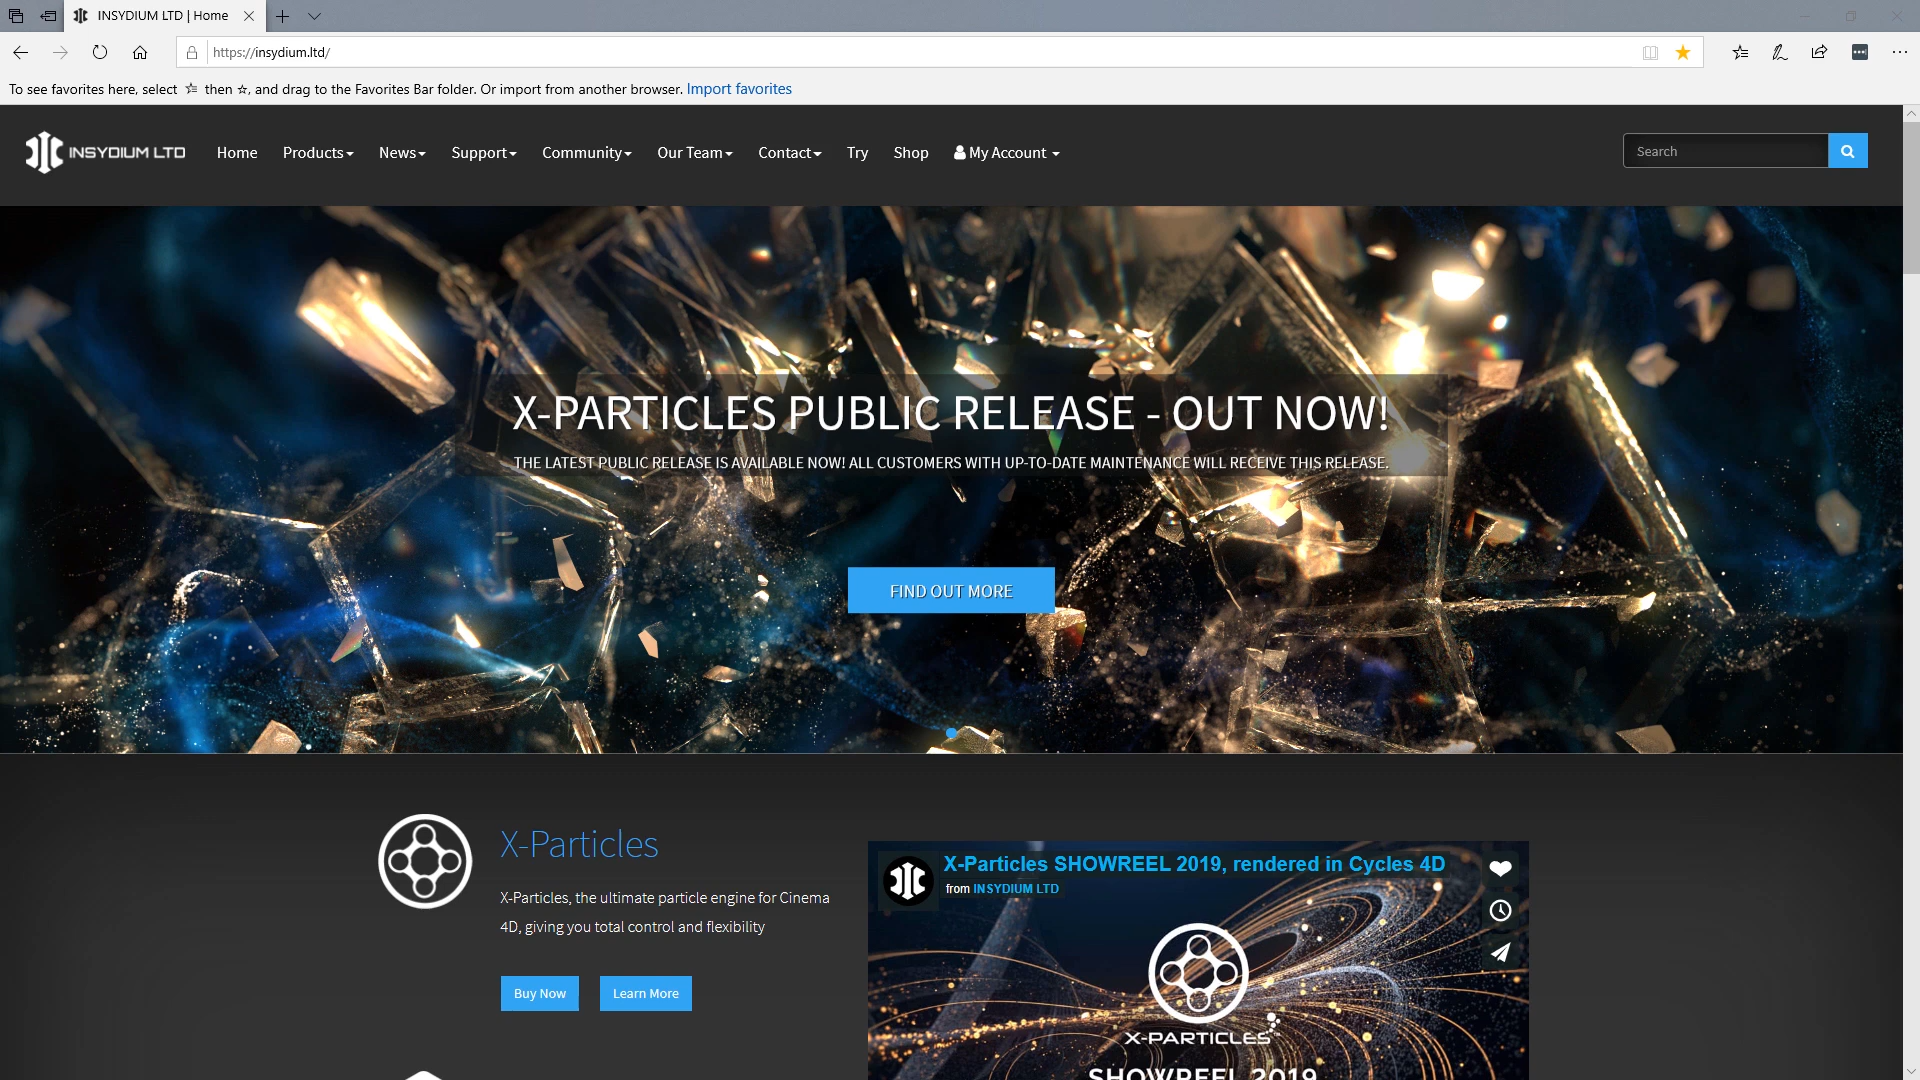 INSYDIUM LTD | Home
https://insydium.ltd/
To see favorites here, select then , and drag to the Favorites Bar folder. Or import from another browser. Import favorites
INSYDIUM LTD Home Products News Support Community Our Team Contact Try Shop My Account Search
X-PARTICLES PUBLIC RELEASE - OUT NOW!
THE LATEST PUBLIC RELEASE IS AVAILABLE NOW! ALL CUSTOMERS WITH UP-TO-DATE MAINTENANCE WILL RECEIVE THIS RELEASE.
FIND OUT MORE
X-Particles
X-Particles, the ultimate particle engine for Cinema
4D, giving you total control and flexibility
Buy Now Learn More
X-Particles SHOWREEL 2019, rendered in Cycles 4D
from INSYDIUM LTD
X-PARTICLES
SHOWREEL 2019